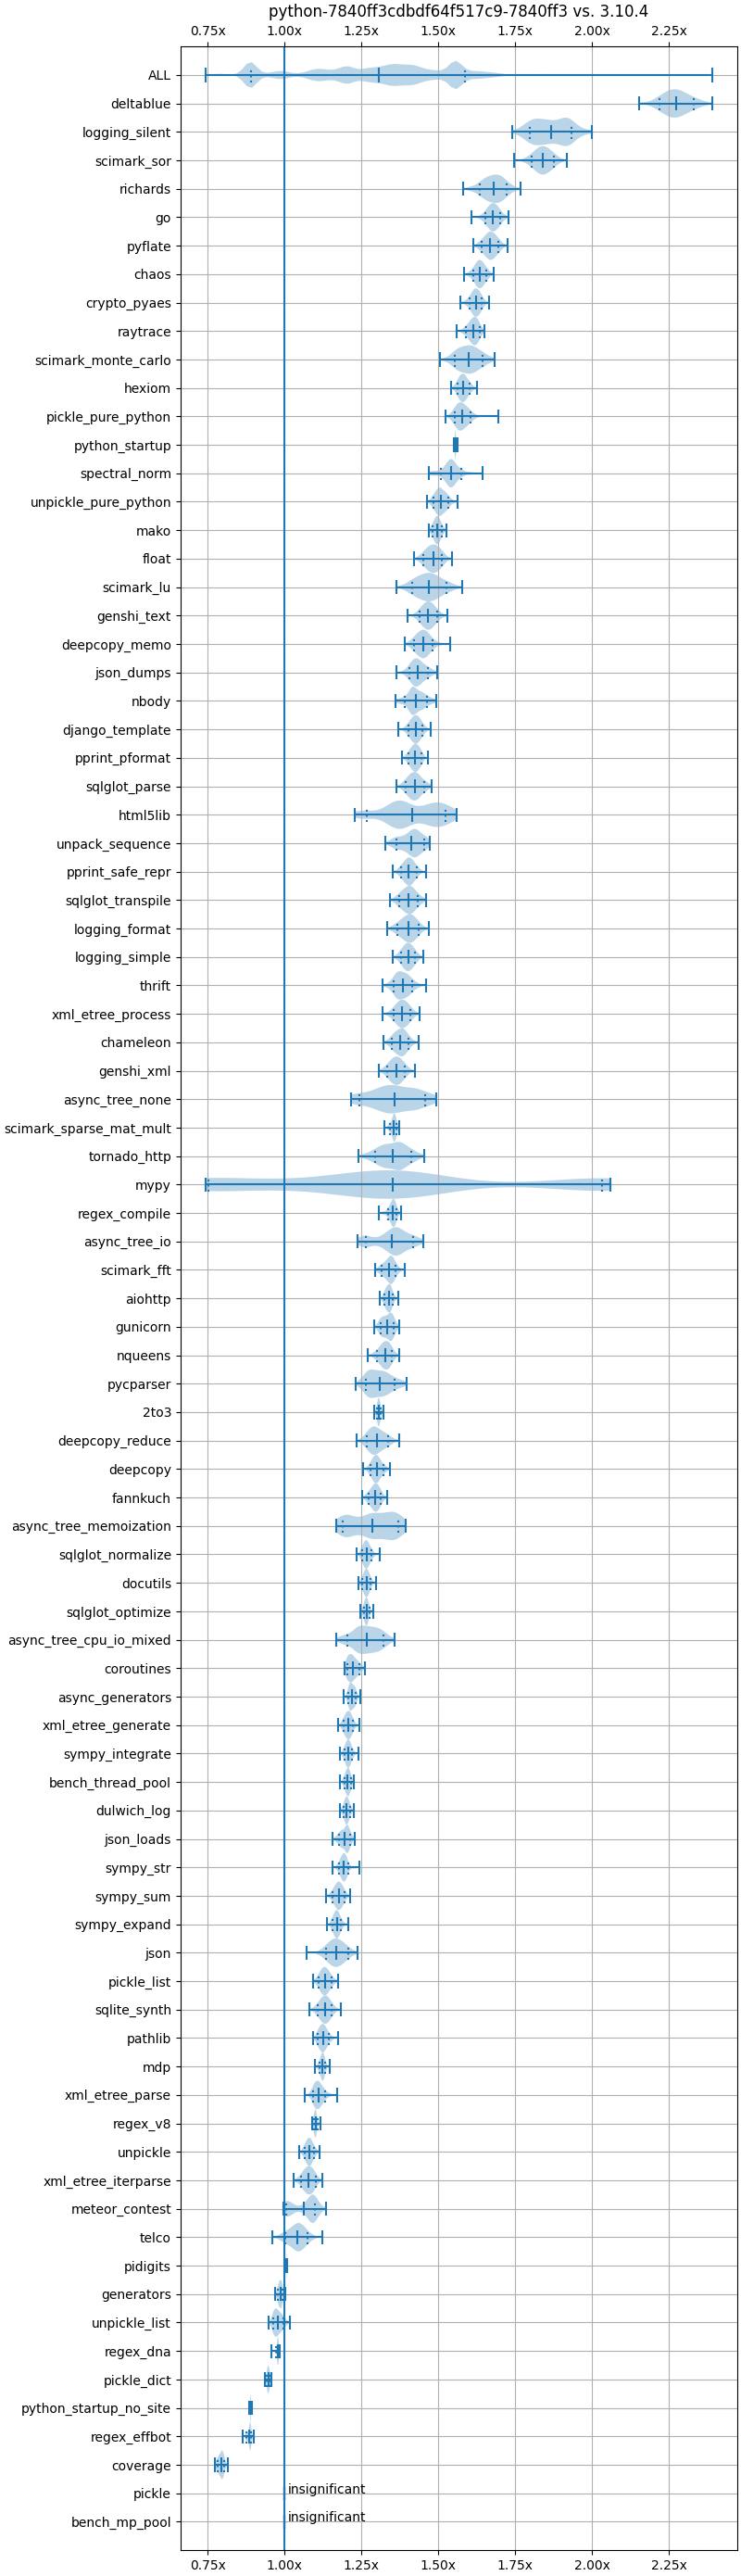 python-7840ff3cdbdf64f517c9-7840ff3 vs. 3.10.4
0.75x 1.00x 1.25x 1.50x 1.75x 2.00x 2.25x
ALL
deltablue
logging_silent
scimark_sor
richards
go
pyflate
chaos
crypto_pyaes
raytrace
scimark_monte_carlo
hexiom
pickle_pure_python
python_startup
spectral_norm
unpickle_pure_python
mako
float
scimark_lu
genshi_text
deepcopy_memo
json_dumps
nbody
django_template
pprint_pformat
sqlglot_parse
html5lib
unpack_sequence
pprint_safe_repr
sqlglot_transpile
logging_format
logging_simple
thrift
xml_etree_process
chameleon
genshi_xml
async_tree_none
scimark_sparse_mat_mult
tornado_http
mypy
regex_compile
async_tree_io
scimark_fft
aiohttp
gunicorn
nqueens
pycparser
2to3
deepcopy_reduce
deepcopy
fannkuch
async_tree_memoization
sqlglot_normalize
docutils
sqlglot_optimize
async_tree_cpu_io_mixed
coroutines
async_generators
xml_etree_generate
sympy_integrate
bench_thread_pool
dulwich_log
json_loads
sympy_str
sympy_sum
sympy_expand
json
pickle_list
sqlite_synth
pathlib
mdp
xml_etree_parse
regex_v8
unpickle
xml_etree_iterparse
meteor_contest
telco
pidigits
generators
unpickle_list
regex_dna
pickle_dict
python_startup_no_site
regex_effbot
coverage
pickle insignificant
bench_mp_pool insignificant
0.75x 1.00x 1.25x 1.50x 1.75x 2.00x 2.25x